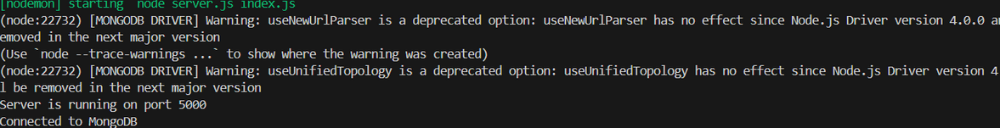 [nodemon] starting `node server.js index.js`
(node:22732) [MONGODB DRIVER] Warning: useNewUrlParser is a deprecated option: useNewUrlParser has no effect since Node.js Driver version 4.0.0 an
emoved in the next major version
(Use `node --trace-warnings ...` to show where the warning was created)
(node:22732) [MONGODB DRIVER] Warning: useUnifiedTopology is a deprecated option: useUnifiedTopology has no effect since Node.js Driver version 4
l be removed in the next major version
Server is running on port 5000
Connected to MongoDB